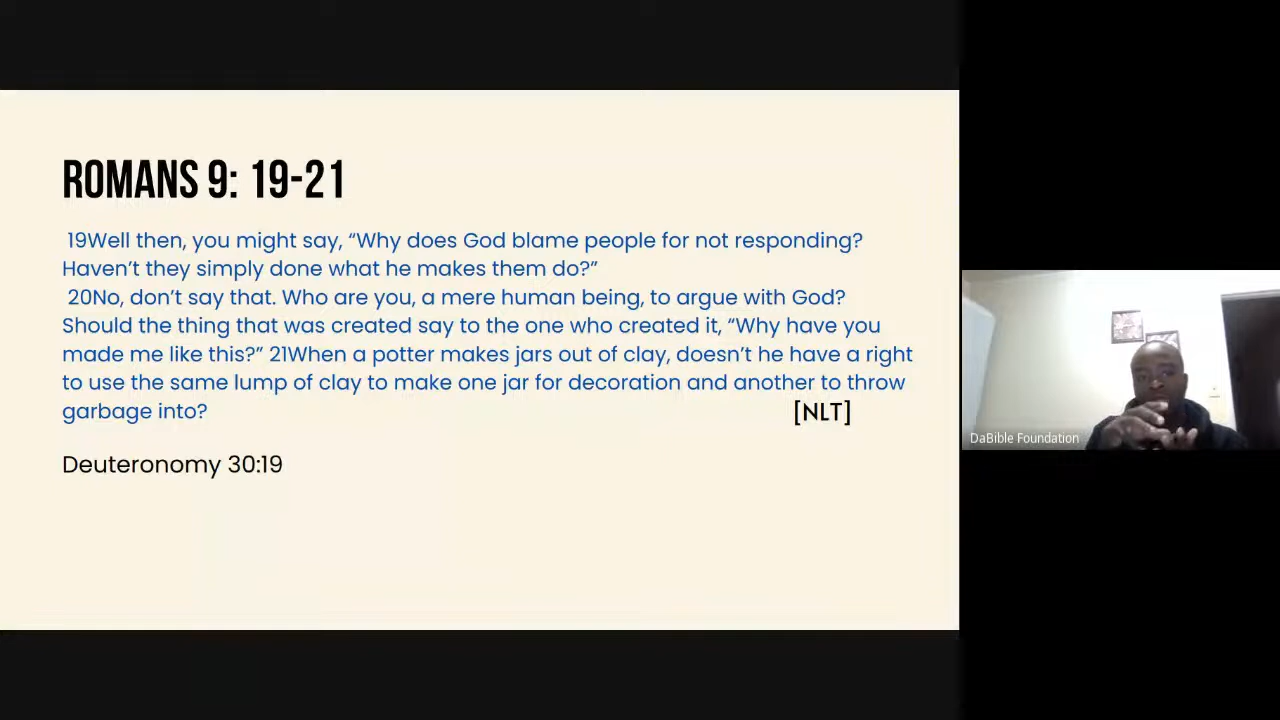 ROMANS 9: 19-21
19Well then, you might say, “Why does God blame people for not responding?
Haven’t they simply done what he makes them do?”
20No, don’t say that. Who are you, a mere human being, to argue with God?
Should the thing that was created say to the one who created it, “Why have you
made me like this?” 21When a potter makes jars out of clay, doesn’t he have a right
to use the same lump of clay to make one jar for decoration and another to throw
garbage into?
[NLT]
Deuteronomy 30:19
DaBible Foundation